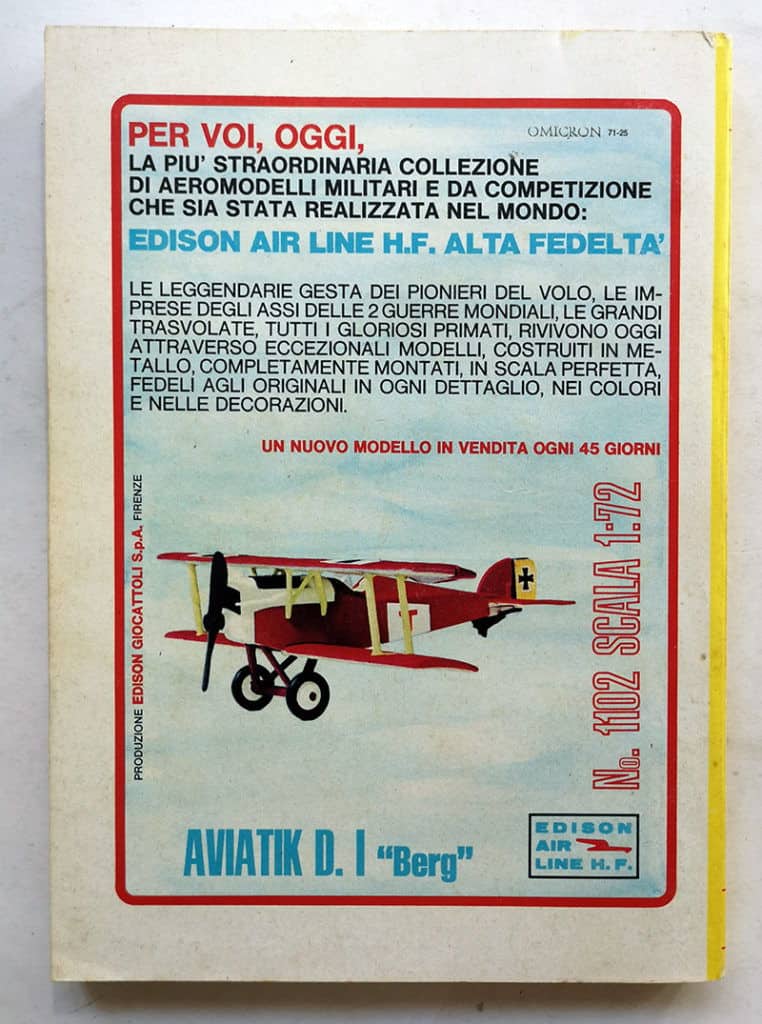 PER VOI, OGGI,
OMICRON 71-25
LA PIU' STRAORDINARIA COLLEZIONE
DI AEROMODELLI MILITARI E DA COMPETIZIONE
CHE SIA STATA REALIZZATA NEL MONDO:
EDISON AIR LINE H.F. ALTA FEDELTA'
LE LEGGENDARIE GESTA DEI PIONIERI DEL VOLO, LE IM-
PRESE DEGLI ASSI DELLE 2 GUERRE MONDIALI, LE GRANDI
TRASVOLATE, TUTTI I GLORIOSI PRIMATI, RIVIVONO OGGI
ATTRAVERSO ECCEZIONALI MODELLI, COSTRUITI IN ME-
TALLO, COMPLETAMENTE MONTATI, IN SCALA PERFETTA,
FEDELI AGLI ORIGINALI IN OGNI DETTAGLIO, NEI COLORI
E NELLE DECORAZIONI.
UN NUOVO MODELLO IN VENDITA OGNI 45 GIORNI
PRODUZIONE EDISON GIOCATTOLI S.p.A. FIRENZE
No. 1102 SCALA 1:72
T
AVIATIK D. I "Berg"
EDISON
AIR
LINE H.F.